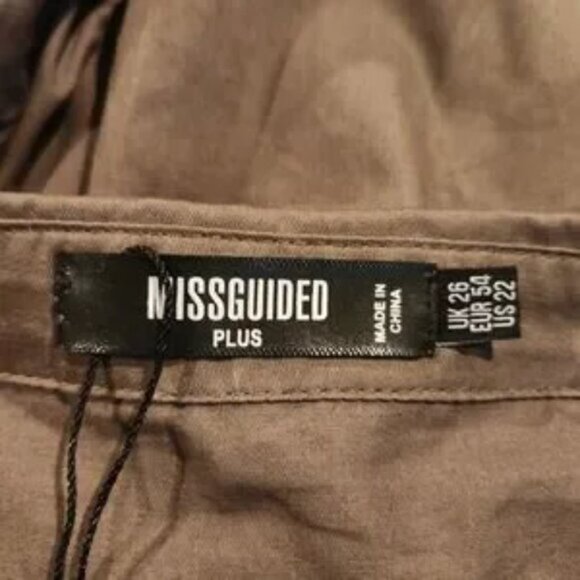 MISSGUIDED
PLUS
MADE IN
CHINA
UK 26
EUR 54
US 22